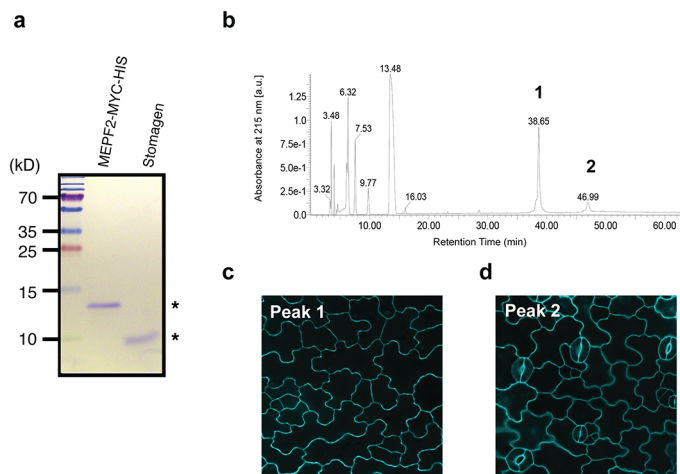 a
MEPF2-MYC-HIS
Stomagen
(kD)
70
35
25
15
10
*
*
b
Absorbance at 215 nm [a.u.]
1.25
1.0
7.5e-1
5.0e-1
2.5e-1
0.0
3.32
3.48
6.32
7.53
9.77
13.48
16.03
1
38.65
2
46.99
10.00
20.00
30.00
40.00
50.00
60.00
Retention Time (min)
c
Peak 1
d
Peak 2